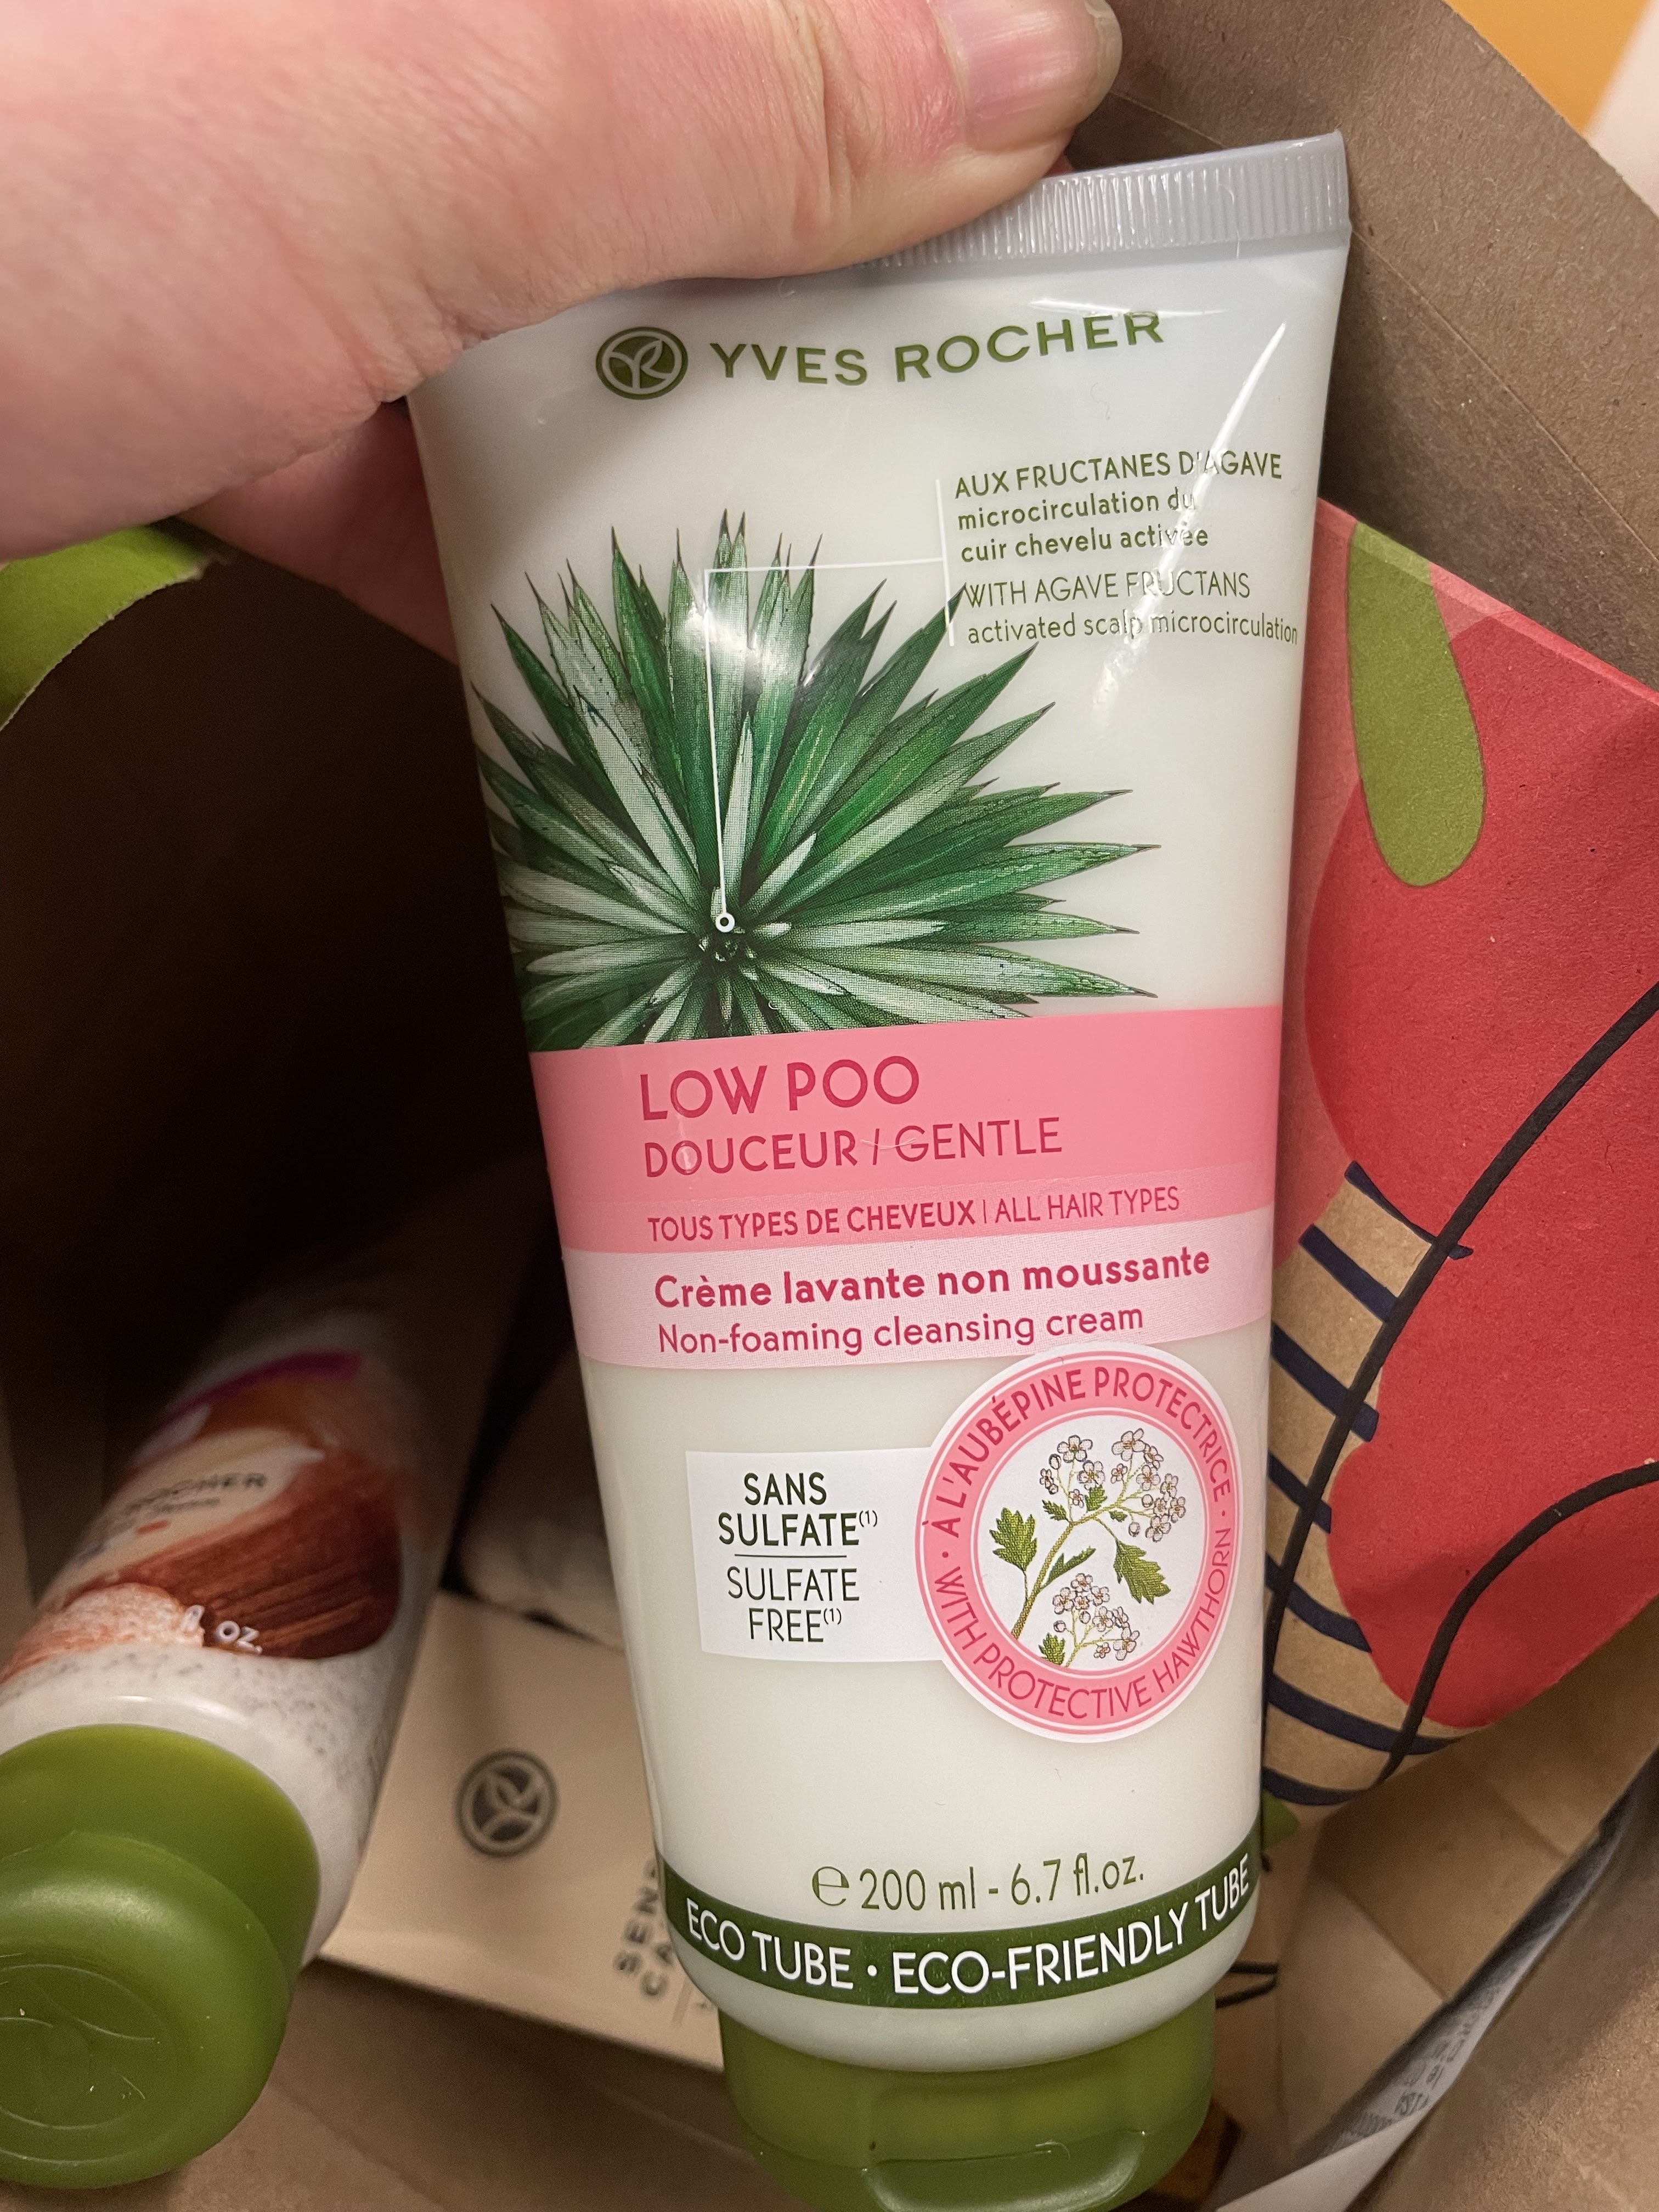 YVES ROCHER
AUX FRUCTANES D'AGAVE
microcirculation du
cuir chevelu activée
WITH AGAVE FRUCTANS
activated scalp microcirculation
LOW POO
DOUCEUR / GENTLE
TOUS TYPES DE CHEVEUX | ALL HAIR TYPES
Crème lavante non moussante
Non-foaming cleansing cream
SANS
SULFATE(1)
SULFATE
FREE(1)
• À L'AUBÉPINE PROTECTRICE •
WITH PROTECTIVE HAWTHORN
℮ 200 ml - 6.7 fl.oz.
ECO TUBE • ECO-FRIENDLY TUBE
ROCHER
oz.